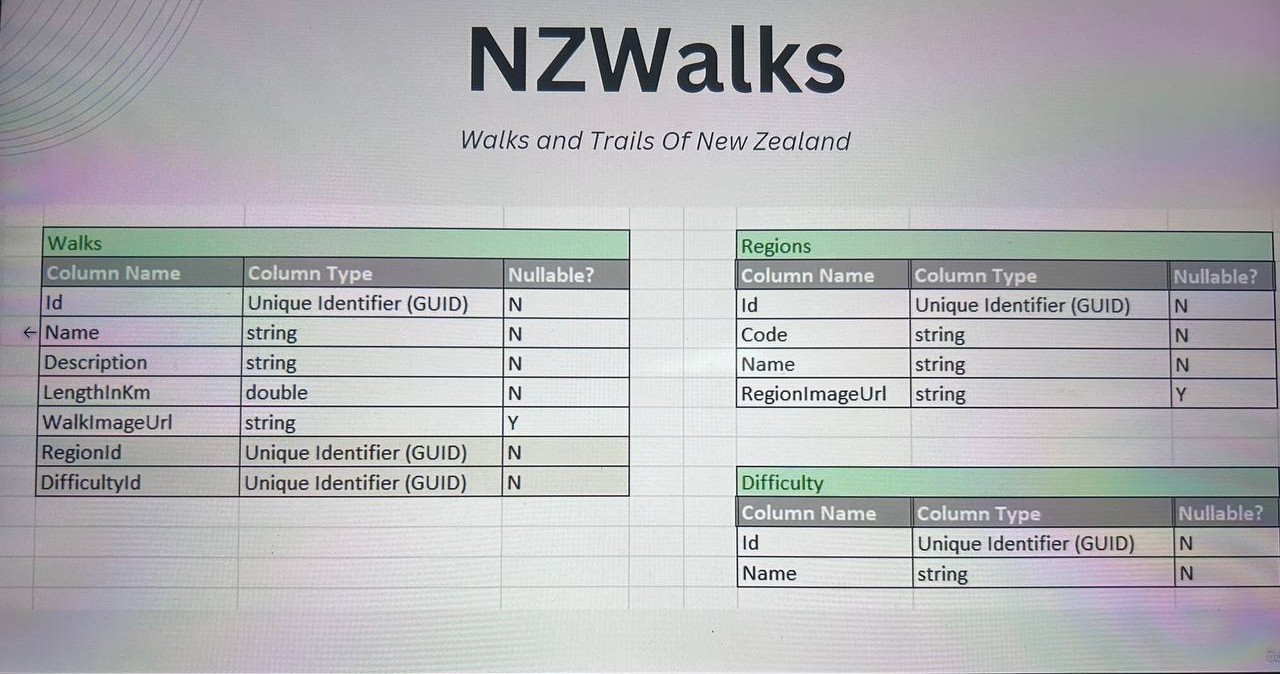 NZWalks
Walks and Trails Of New Zealand
Walks
Column Name Column Type Nullable?
Id Unique Identifier (GUID) N
← Name string N
Description string N
LengthInKm double N
WalkImageUrl string Y
RegionId Unique Identifier (GUID) N
DifficultyId Unique Identifier (GUID) N
Regions
Column Name Column Type Nullable?
Id Unique Identifier (GUID) N
Code string N
Name string N
RegionImageUrl string Y
Difficulty
Column Name Column Type Nullable?
Id Unique Identifier (GUID) N
Name string N